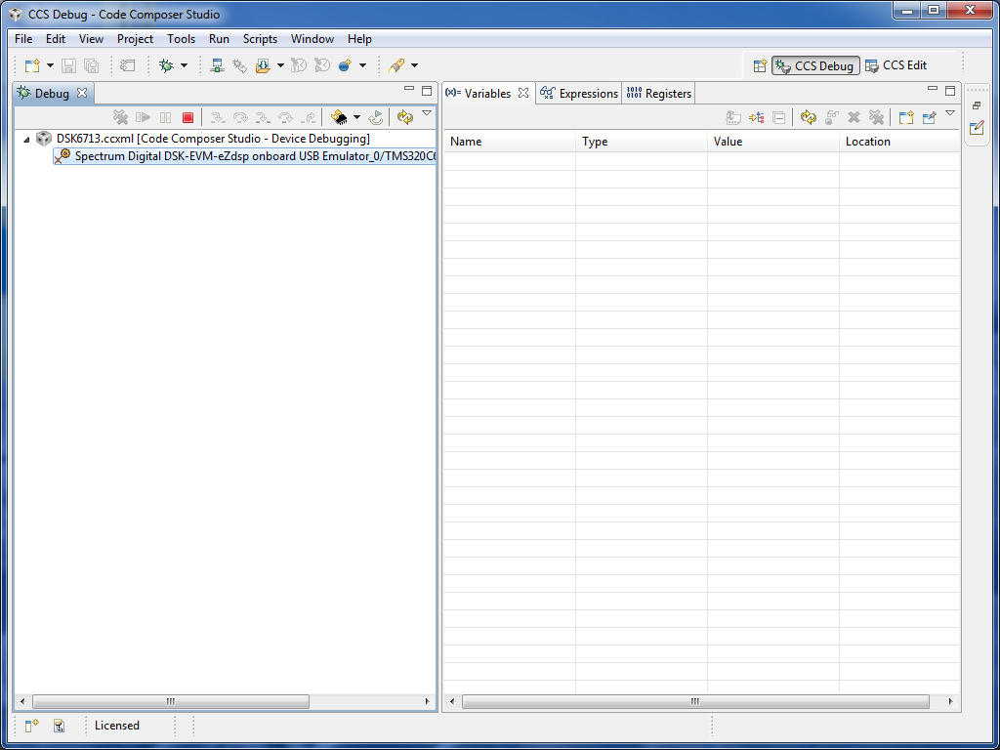 CCS Debug - Code Composer Studio
File Edit View Project Tools Run Scripts Window Help
CCS Debug CCS Edit
Debug
(x)= Variables Expressions Registers
DSK6713.ccxml [Code Composer Studio - Device Debugging]
Spectrum Digital DSK-EVM-eZdsp onboard USB Emulator_0/TMS320C6
Name Type Value Location
Licensed